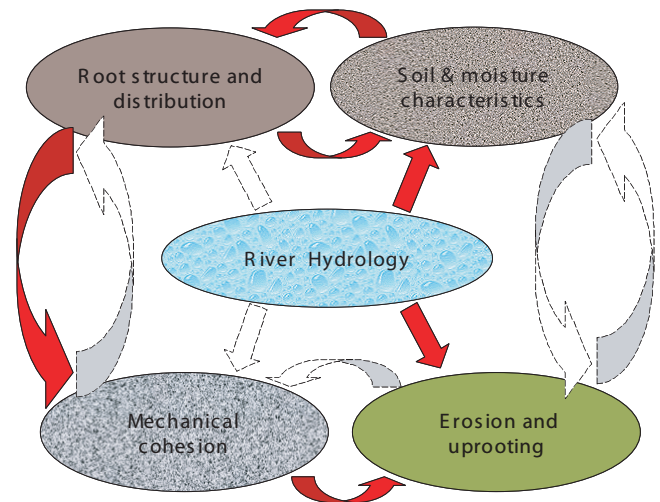 Root structure and
distribution
Soil & moisture
characteristics
River Hydrology
Mechanical
cohesion
Erosion and
uprooting